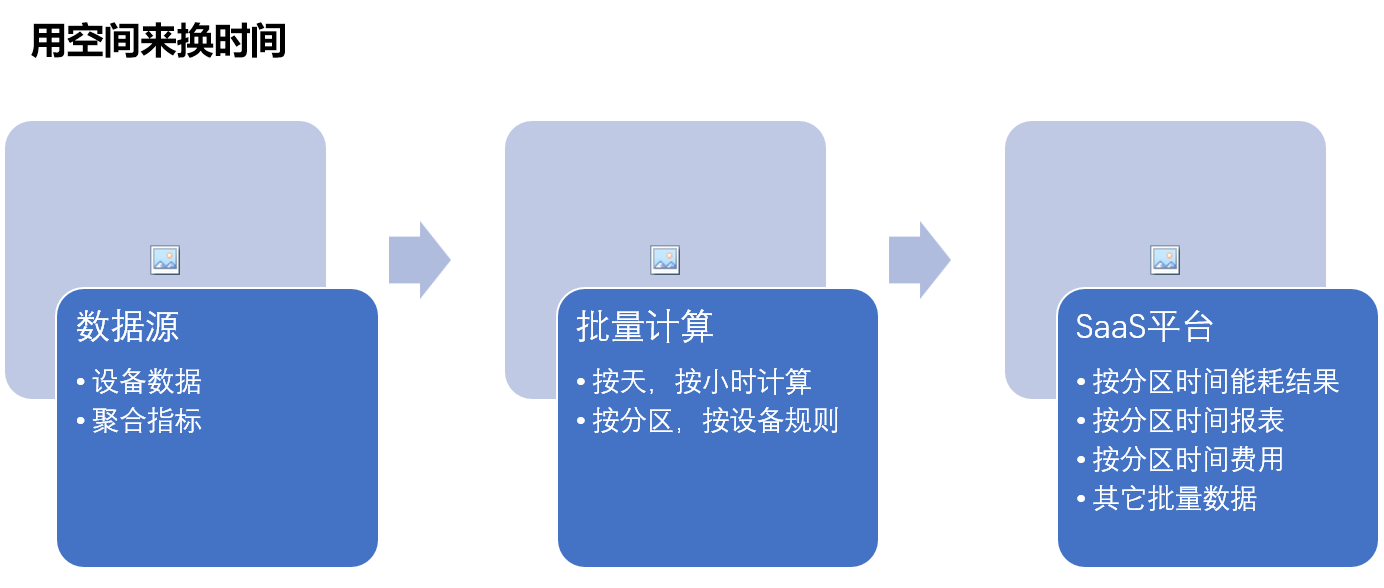 用空间来换时间
数据源
• 设备数据
• 聚合指标
批量计算
• 按天，按小时计算
• 按分区，按设备规则
SaaS平台
• 按分区时间能耗结果
• 按分区时间报表
• 按分区时间费用
• 其它批量数据